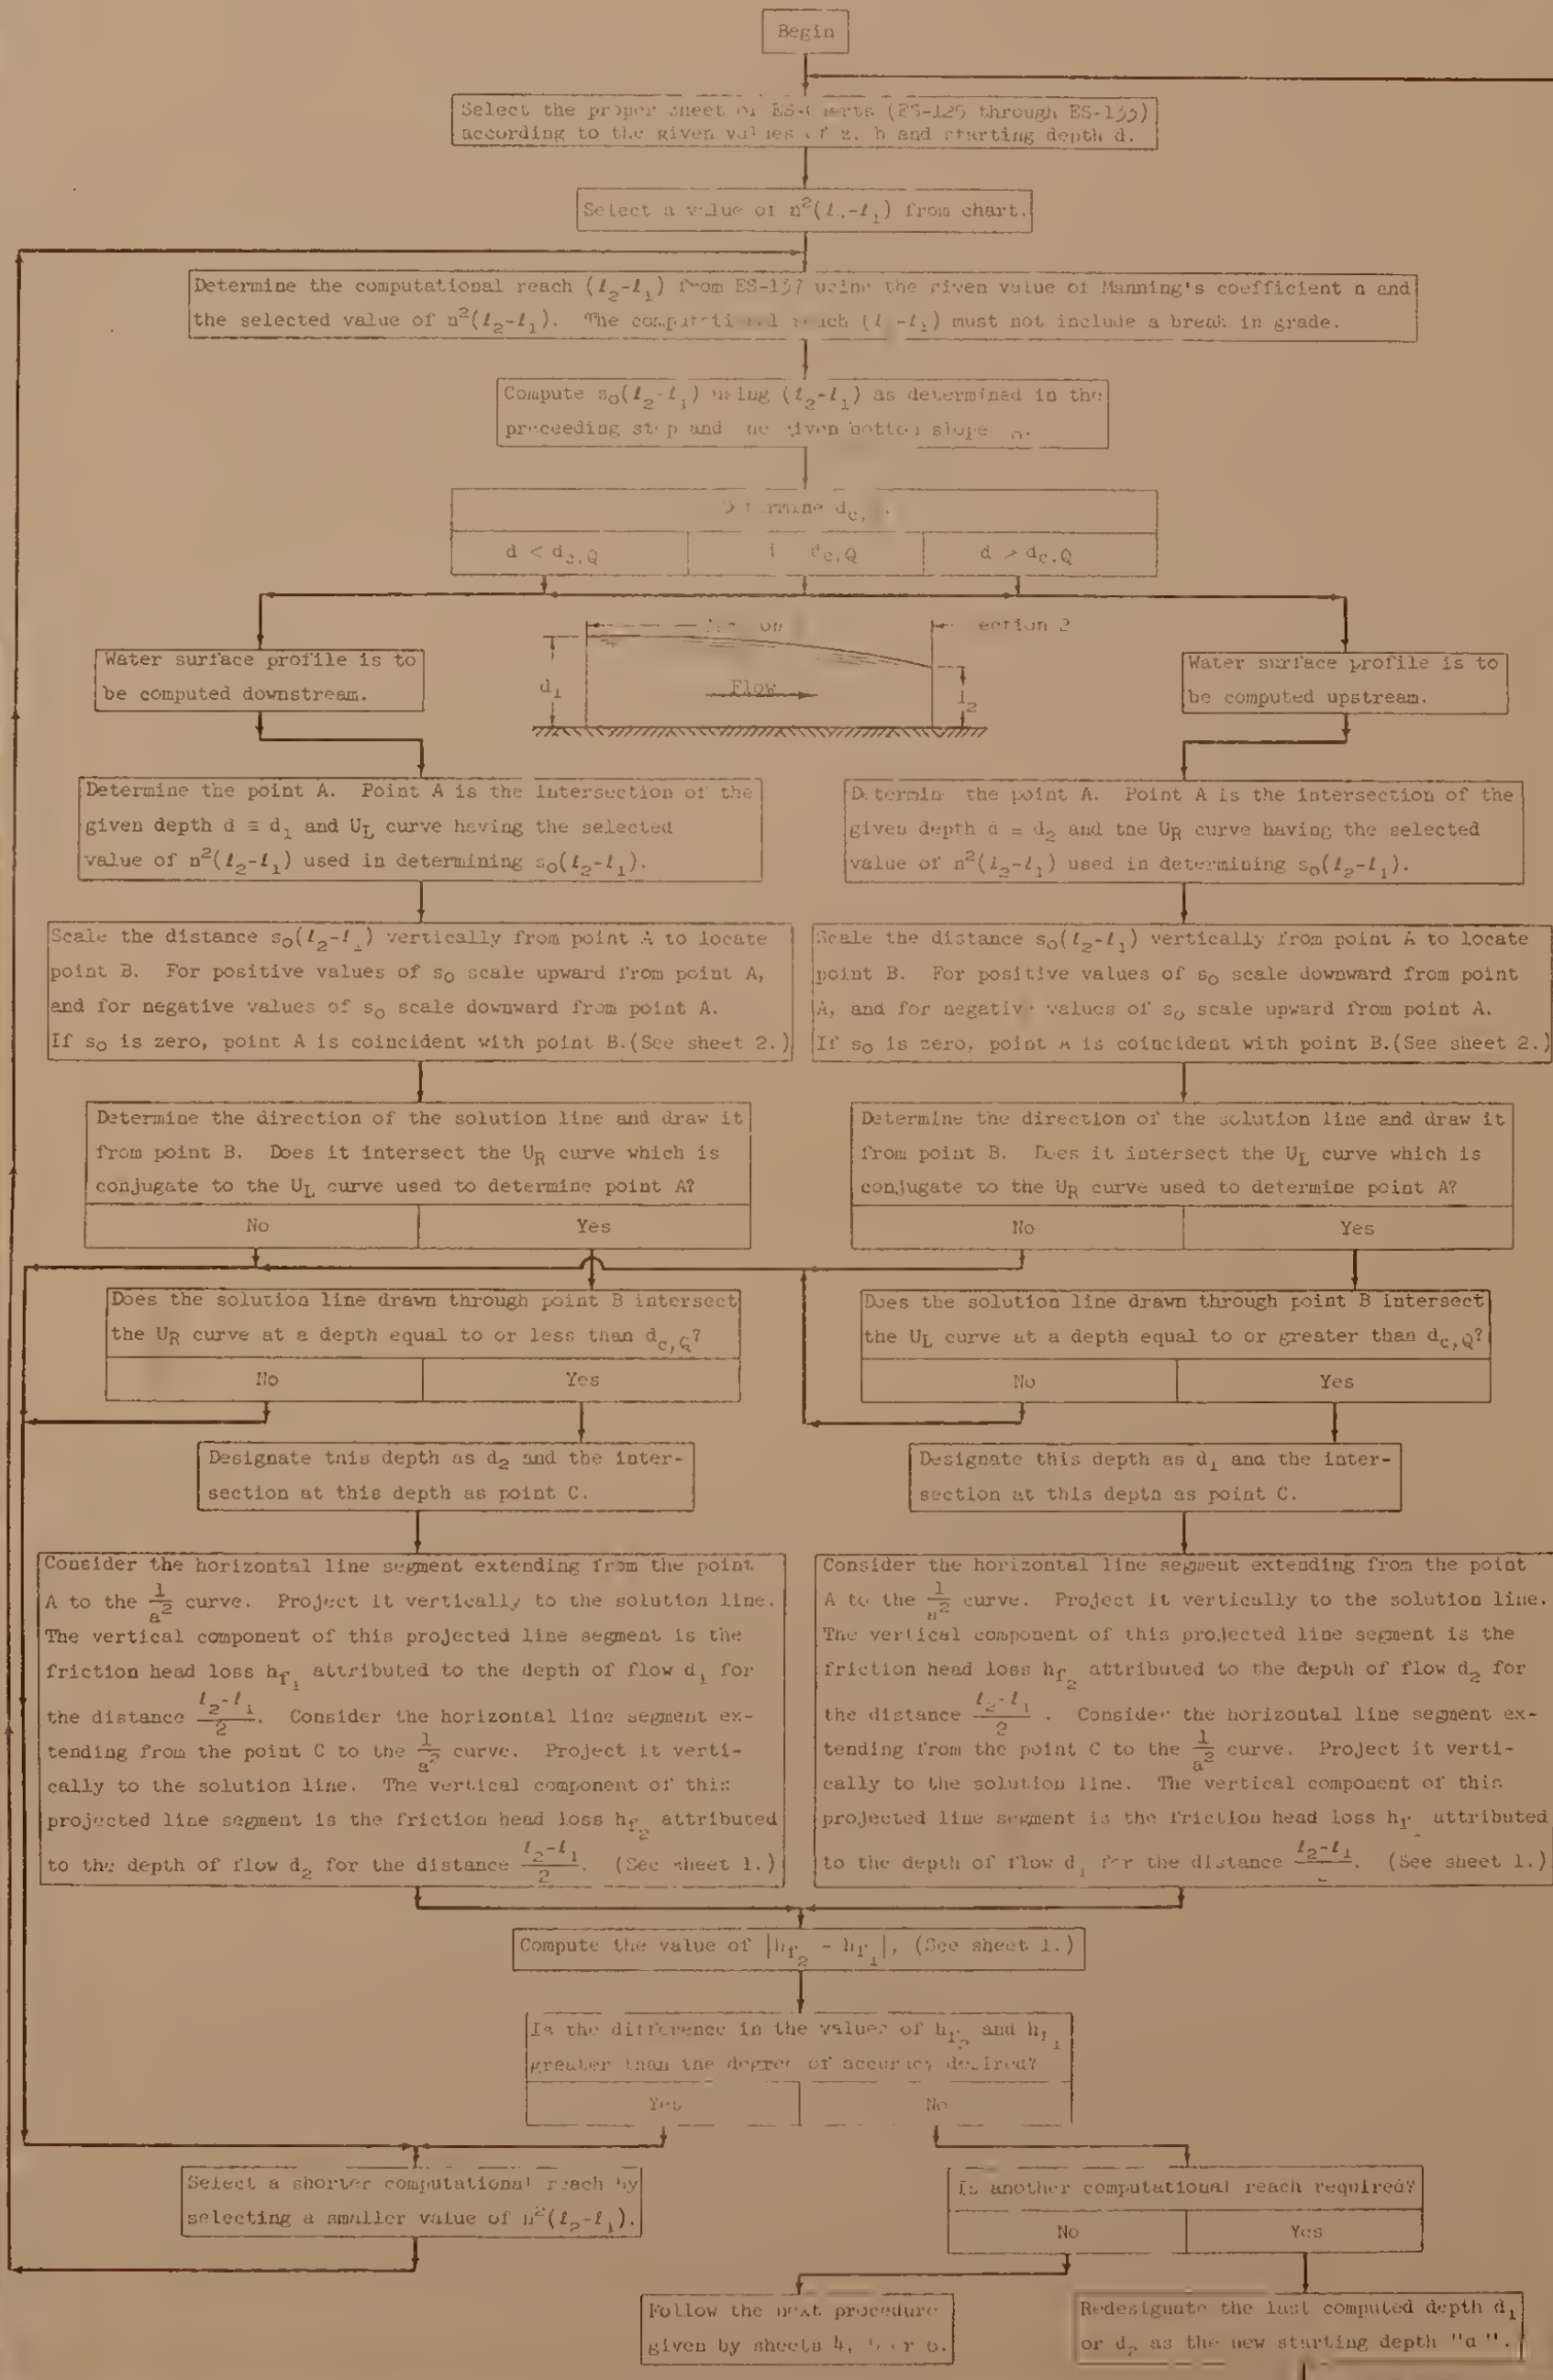 Begin
Select the proper sheet of ES-Charts (ES-125 through ES-135)
according to the given values of z, b and starting depth d.
Select a value of n²(l₂-l₁) from chart.
Determine the computational reach (l₂-l₁) from ES-137 using the given value of Manning's coefficient n and
the selected value of n²(l₂-l₁). The computational reach (l₂-l₁) must not include a break in grade.
Compute s₀(l₂-l₁) using (l₂-l₁) as determined in the
preceeding step and the given bottom slope
Determine d_c,
d < d_c,Q
d_c,Q
d > d_c,Q
Section 2
Water surface profile is to
be computed downstream.
d₁
Flow
Water surface profile is to
be computed upstream.
Determine the point A. Point A is the intersection of the
given depth d ≡ d₁ and U_L curve having the selected
value of n²(l₂-l₁) used in determining s₀(l₂-l₁).
Determine the point A. Point A is the intersection of the
given depth d = d₂ and the U_R curve having the selected
value of n²(l₂-l₁) used in determining s₀(l₂-l₁).
Scale the distance s₀(l₂-l₁) vertically from point A to locate
point B. For positive values of s₀ scale upward from point A,
and for negative values of s₀ scale downward from point A.
If s₀ is zero, point A is coincident with point B.(See sheet 2.)
Scale the distance s₀(l₂-l₁) vertically from point A to locate
point B. For positive values of s₀ scale downward from point
A, and for negative values of s₀ scale upward from point A.
If s₀ is zero, point A is coincident with point B.(See sheet 2.)
Determine the direction of the solution line and draw it
from point B. Does it intersect the U_R curve which is
conjugate to the U_L curve used to determine point A?
No
Yes
Determine the direction of the solution line and draw it
from point B. Does it intersect the U_L curve which is
conjugate to the U_R curve used to determine point A?
No
Yes
Does the solution line drawn through point B intersect
the U_R curve at a depth equal to or less than d_c,Q?
No
Yes
Does the solution line drawn through point B intersect
the U_L curve at a depth equal to or greater than d_c,Q?
No
Yes
Designate this depth as d₂ and the inter-
section at this depth as point C.
Designate this depth as d₁ and the inter-
section at this depth as point C.
Consider the horizontal line segment extending from the point
A to the 1/a² curve. Project it vertically to the solution line.
The vertical component of this projected line segment is the
friction head loss h_f₁ attributed to the depth of flow d₁ for
the distance (l₂-l₁)/2. Consider the horizontal line segment ex-
tending from the point C to the 1/a² curve. Project it verti-
cally to the solution line. The vertical component of this
projected line segment is the friction head loss h_f₂ attributed
to the depth of flow d₂ for the distance (l₂-l₁)/2. (See sheet 1.)
Consider the horizontal line segment extending from the point
A to the 1/a² curve. Project it vertically to the solution line.
The vertical component of this projected line segment is the
friction head loss h_f₂ attributed to the depth of flow d₂ for
the distance (l₂-l₁)/2 . Consider the horizontal line segment ex-
tending from the point C to the 1/a² curve. Project it verti-
cally to the solution line. The vertical component of this
projected line segment is the friction head loss h_f attributed
to the depth of flow d₁ for the distance l₂-l₁. (See sheet 1.)
Compute the value of |h_f₂ - h_f₁|, (See sheet 1.)
Is the difference in the values of h_f₂ and h_f₁
greater than the degree of accuracy desired?
Yes
No
Select a shorter computational reach by
selecting a smaller value of n²(l₂-l₁).
Is another computational reach required?
No
Yes
Follow the next procedure
given by sheets 4, 5 or 6.
Redesignate the last computed depth d₁
or d₂ as the new starting depth "d".